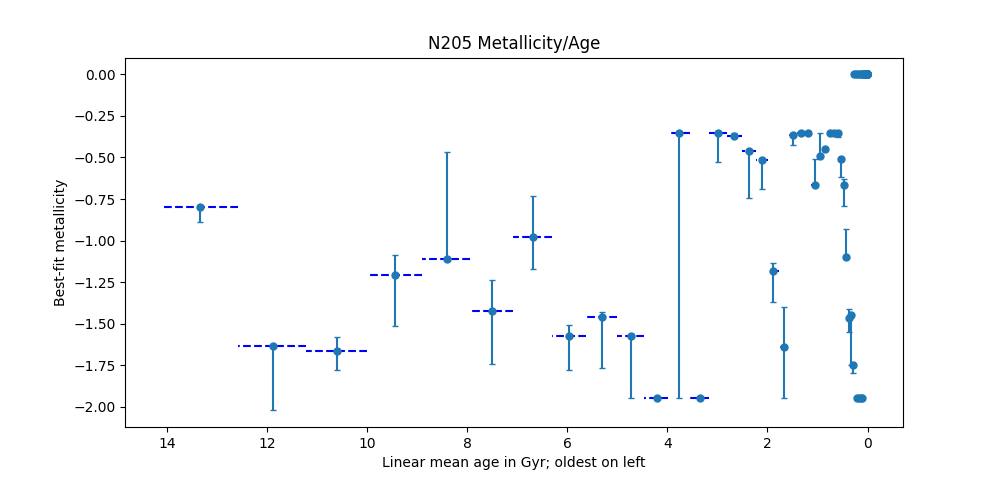 N205 Metallicity/Age
0.00
−0.25
−0.50
−0.75
−1.00
−1.25
−1.50
−1.75
−2.00
Best-fit metallicity
14 12 10 8 6 4 2 0
Linear mean age in Gyr; oldest on left